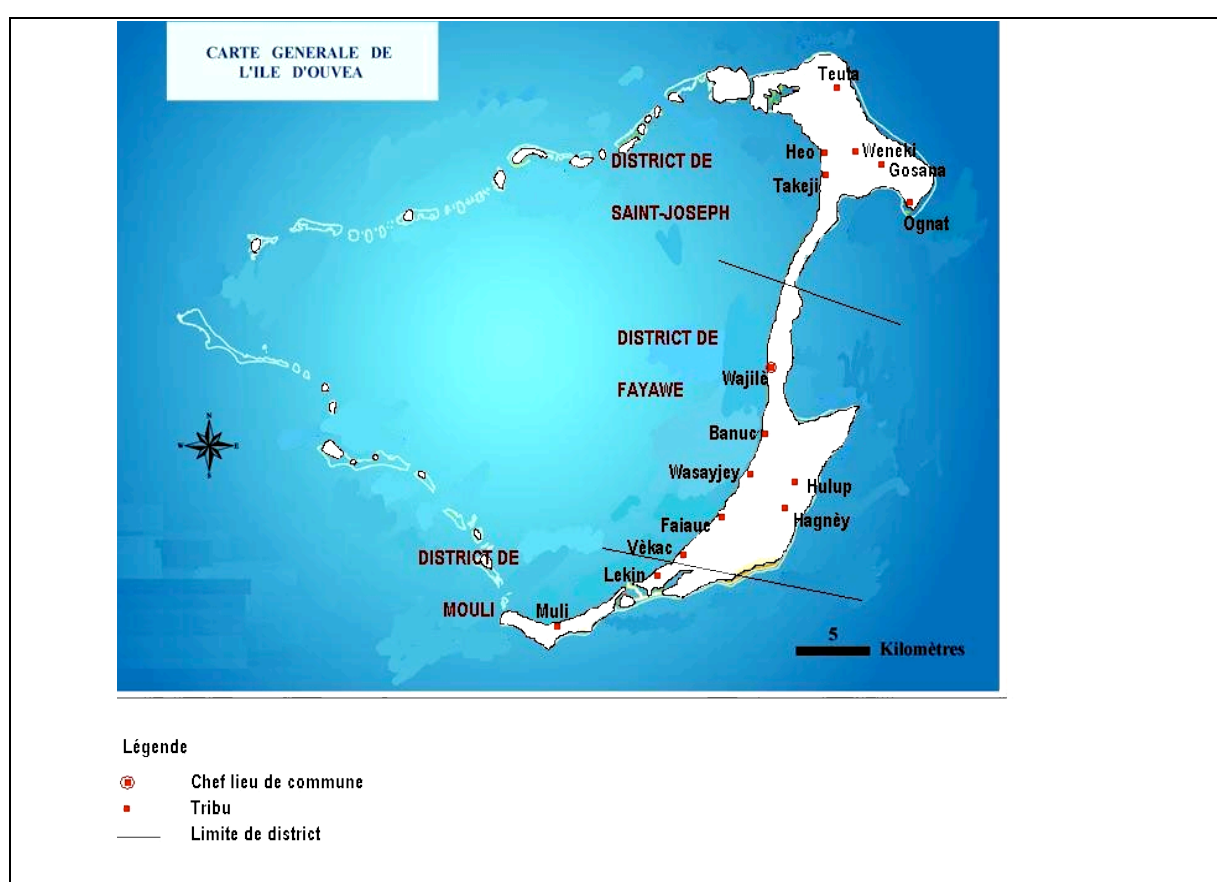 CARTE GENERALE DE
L'ILE D'OUVEA
Teuta
Heo
Weneki
Gosana
Takeji
Ognat
DISTRICT DE
SAINT-JOSEPH
DISTRICT DE
FAYAWE
Wajilè
Banuc
Wasayjey
Hulup
Hagnèy
Faiauc
Vèkac
Lekin
DISTRICT DE
MOULI
Muli
N
W
E
S
5
Kilomètres
Légende
Chef lieu de commune
Tribu
Limite de district